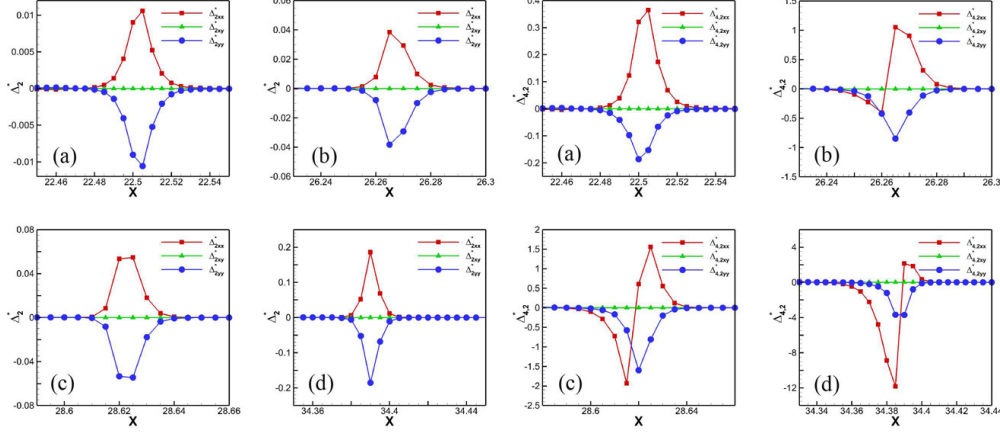 0.01
0.005
0
-0.005
-0.01
Δ*2
Δ*2xx
Δ*2xy
Δ*2yy
(a)
22.46 22.48 22.5 22.52 22.54
X
0.06
0.04
0.02
0
-0.02
-0.04
-0.06
Δ*2
Δ*2xx
Δ*2xy
Δ*2yy
(b)
26.24 26.26 26.28 26.3
X
0.4
0.3
0.2
0.1
0
-0.1
-0.2
Δ*4,2
Δ*4,2xx
Δ*4,2xy
Δ*4,2yy
(a)
22.46 22.48 22.5 22.52 22.54
X
1.5
1
0.5
0
-0.5
-1
-1.5
Δ*4,2
Δ*4,2xx
Δ*4,2xy
Δ*4,2yy
(b)
26.24 26.26 26.28 26.3
X
0.08
0.04
0
-0.04
-0.08
Δ*2
Δ*2xx
Δ*2xy
Δ*2yy
(c)
28.6 28.62 28.64 28.66
X
0.2
0.1
0
-0.1
-0.2
Δ*2
Δ*2xx
Δ*2xy
Δ*2yy
(d)
34.36 34.4 34.44
X
2
1.5
1
0.5
0
-0.5
-1
-1.5
-2
-2.5
Δ*4,2
Δ*4,2xx
Δ*4,2xy
Δ*4,2yy
(c)
28.6 28.64
X
4
0
-4
-8
-12
Δ*4,2
Δ*4,2xx
Δ*4,2xy
Δ*4,2yy
(d)
34.34 34.36 34.38 34.4 34.42 34.44
X